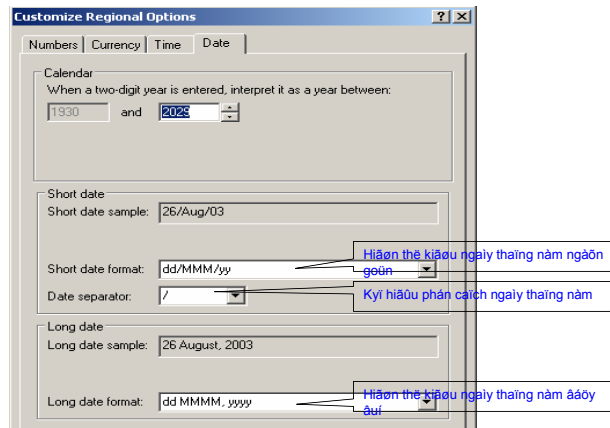 Customize Regional Options
Numbers Currency Time Date
Calendar
When a two-digit year is entered, interpret it as a year between:
1930 and 2029
Short date
Short date sample: 26/Aug/03
Short date format: dd/MMM/yy
Hiãøn thë kiãøu ngaìy thaïng nàm ngàõn
goün
Date separator: /
Kyï hiãûu phán caïch ngaìy thaïng nàm
Long date
Long date sample: 26 August, 2003
Long date format: dd MMMM, yyyy
Hiãøn thë kiãøu ngaìy thaïng nàm âáöy
âuí